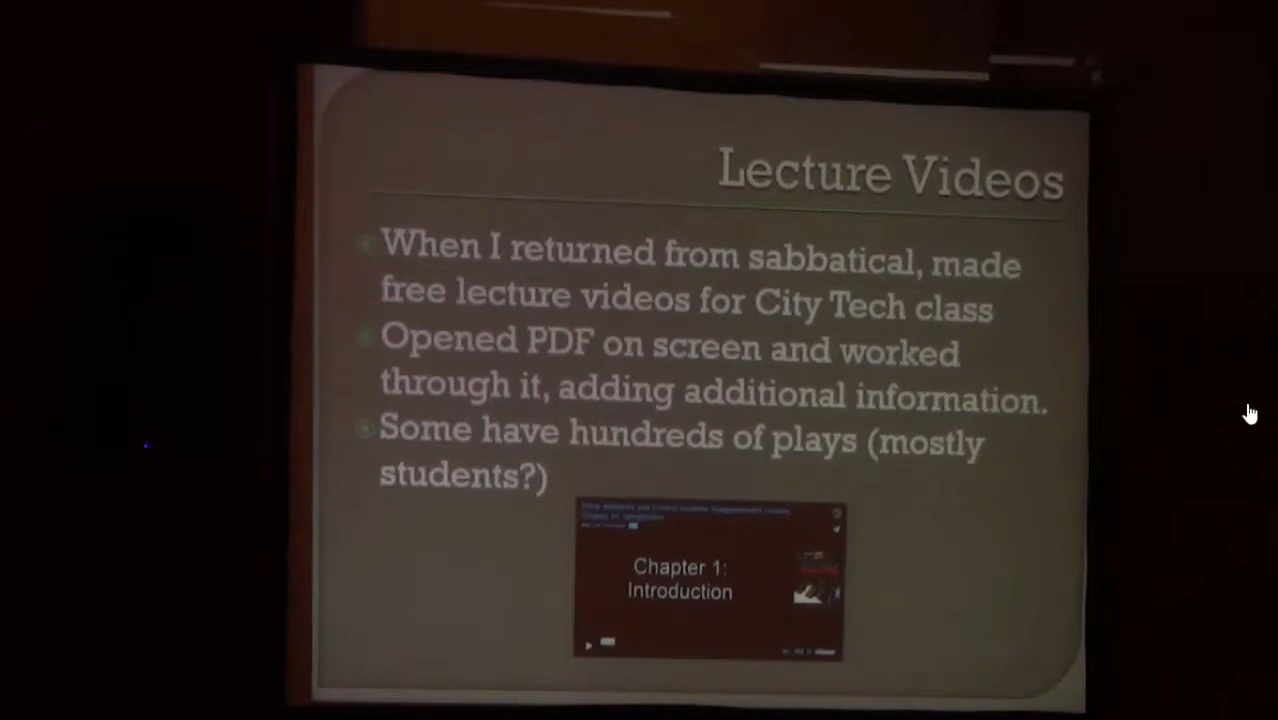 Lecture Videos
When I returned from sabbatical, made
free lecture videos for City Tech class
Opened PDF on screen and worked
through it, adding additional information.
Some have hundreds of plays (mostly
students?)
Chapter 1:
Introduction